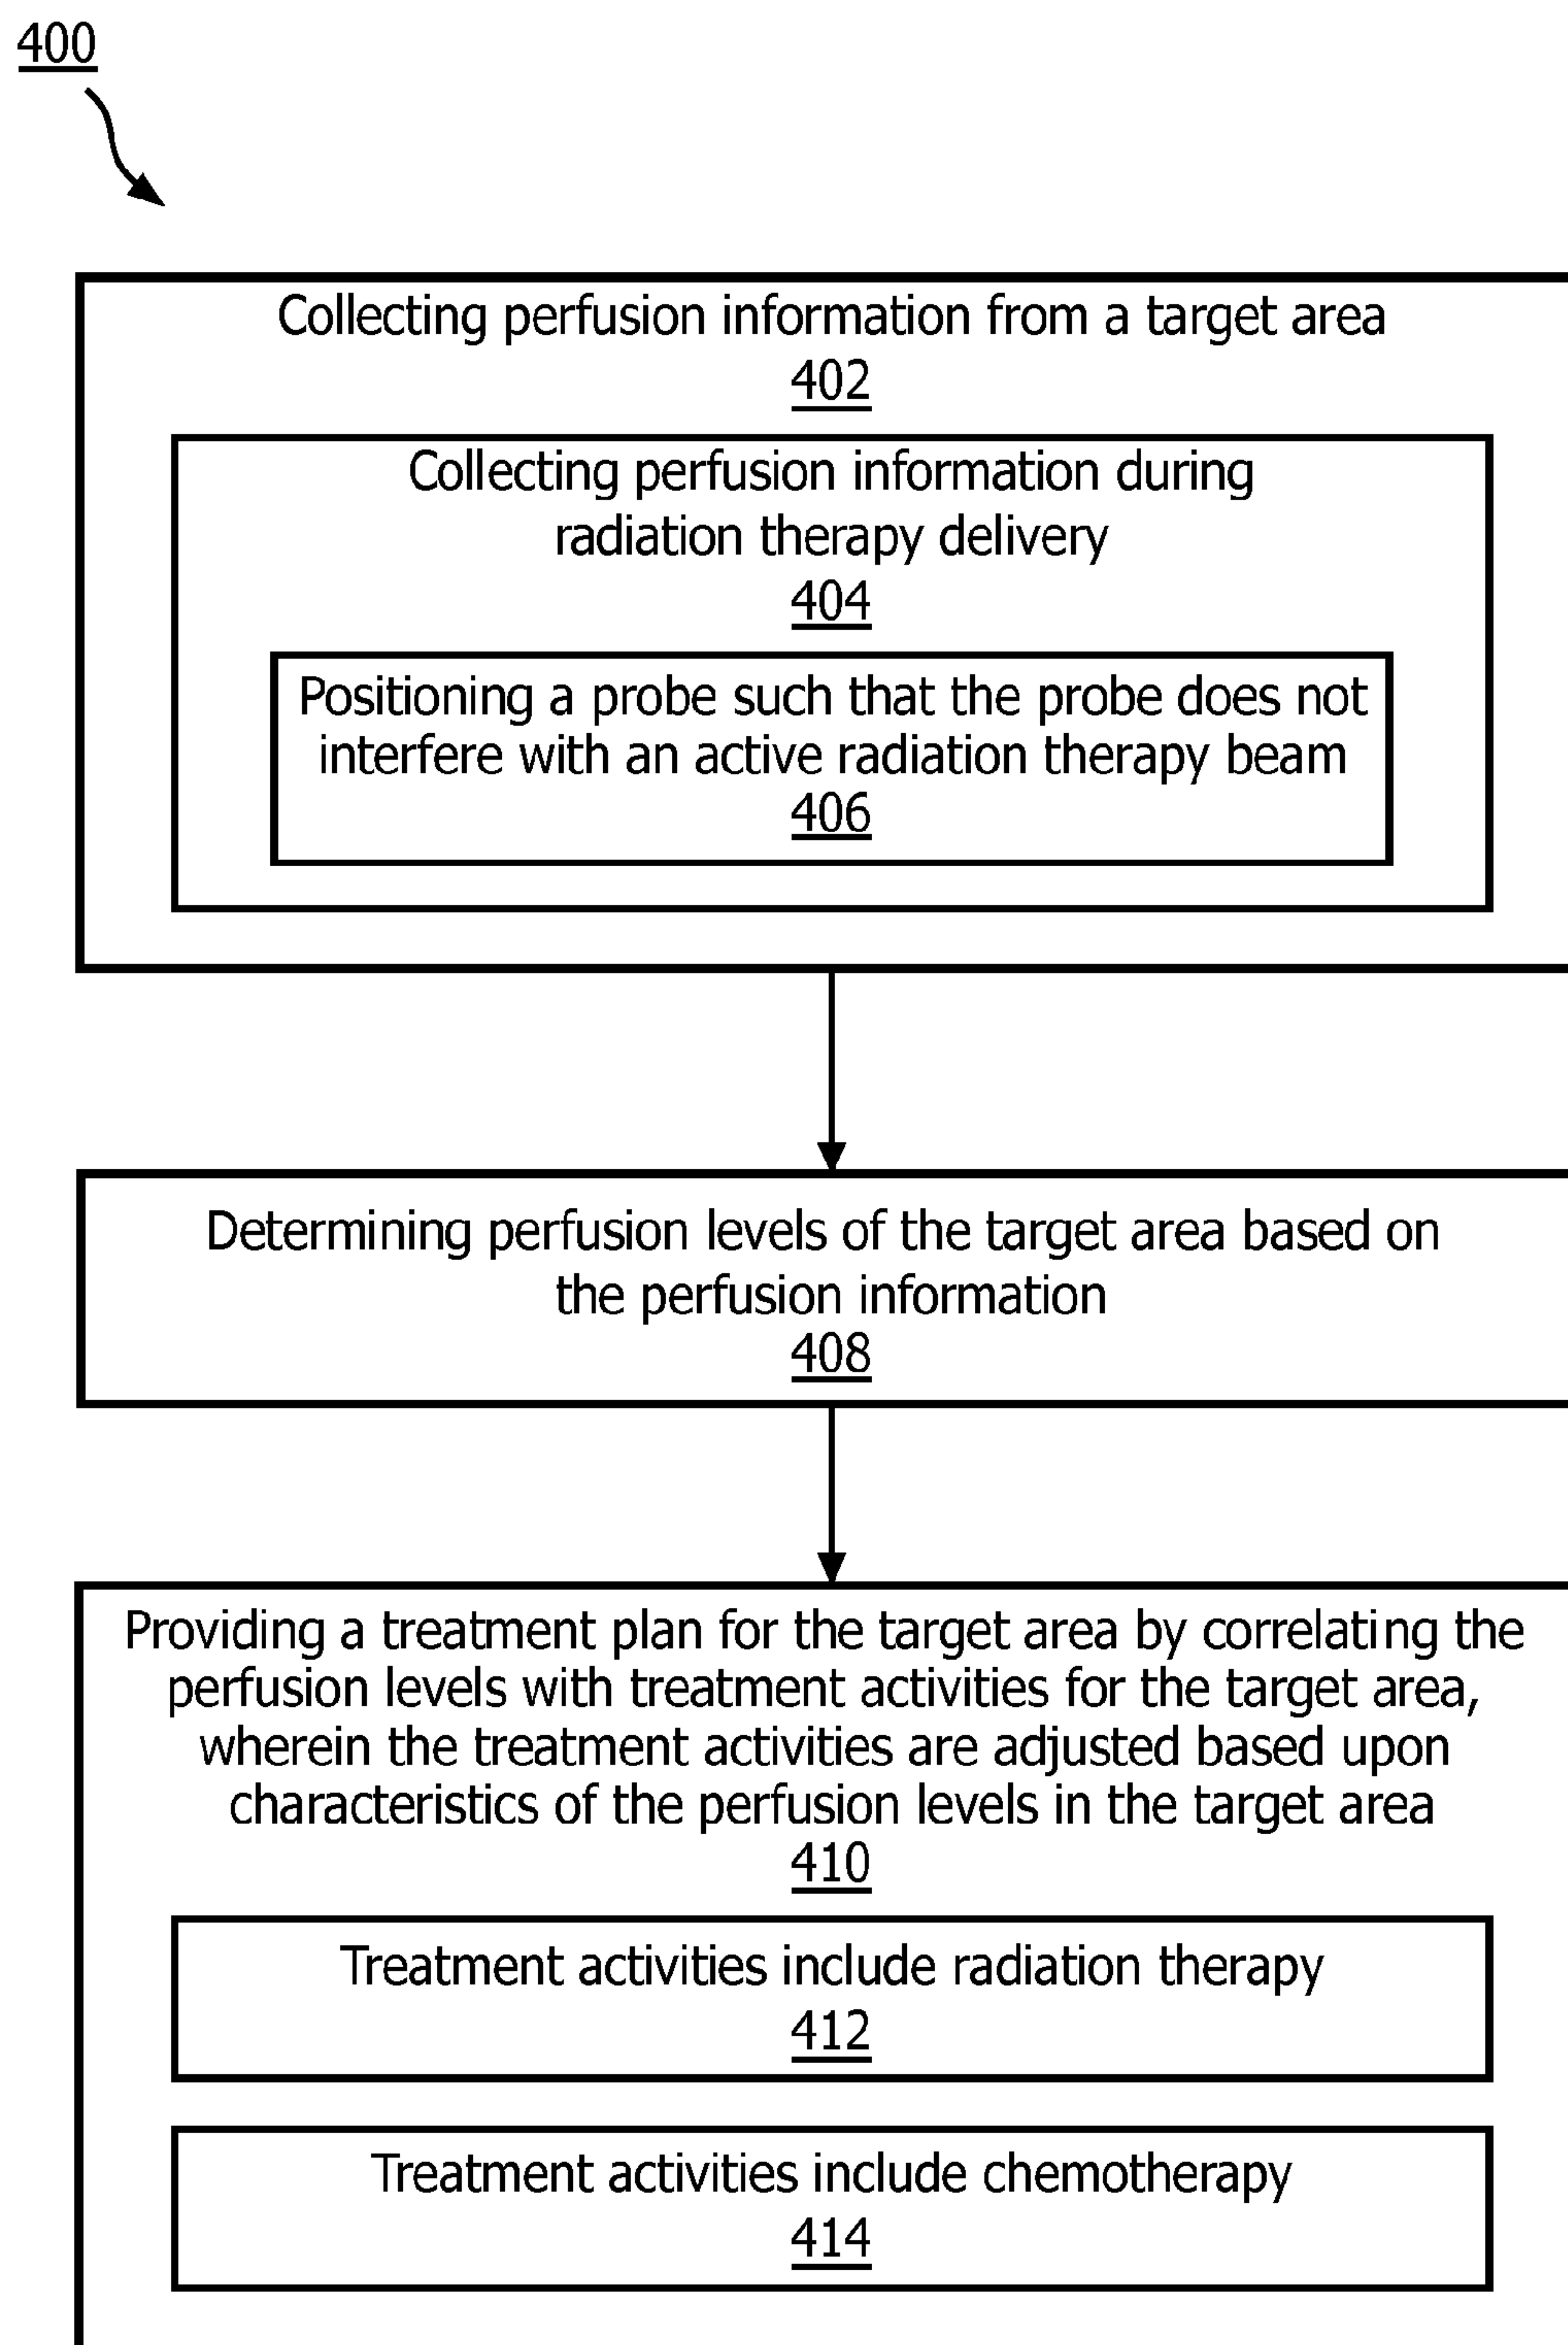 400
Collecting perfusion information from a target area
402
Collecting perfusion information during
radiation therapy delivery
404
Positioning a probe such that the probe does not
interfere with an active radiation therapy beam
406
Determining perfusion levels of the target area based on
the perfusion information
408
Providing a treatment plan for the target area by correlating the
perfusion levels with treatment activities for the target area,
wherein the treatment activities are adjusted based upon
characteristics of the perfusion levels in the target area
410
Treatment activities include radiation therapy
412
Treatment activities include chemotherapy
414